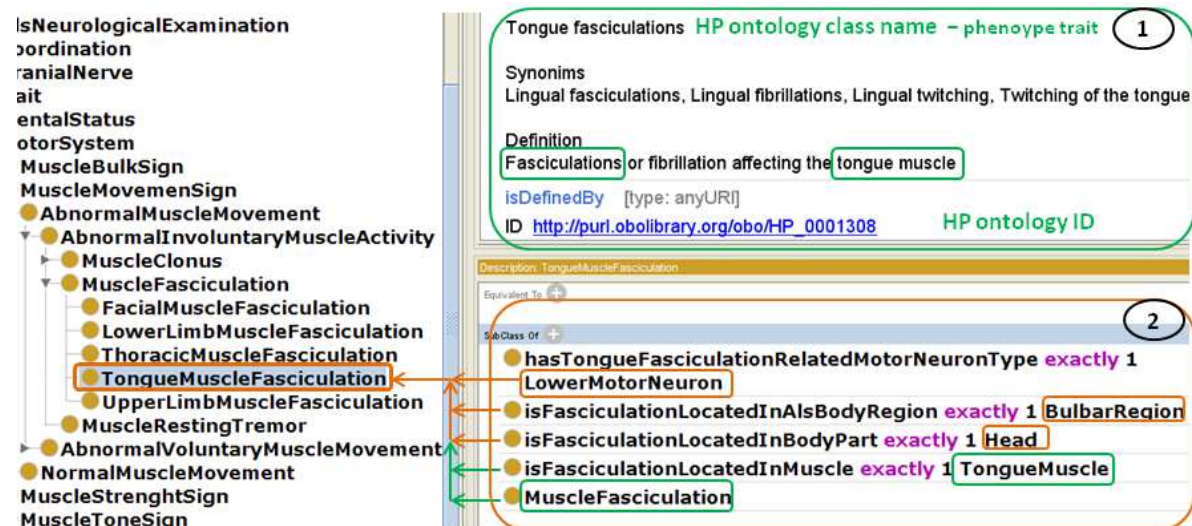 IsNeurologicalExamination
oordination
ranialNerve
ait
entalStatus
otorSystem
MuscleBulkSign
MuscleMovemenSign
AbnormalMuscleMovement
AbnormalInvoluntaryMuscleActivity
MuscleClonus
MuscleFasciculation
FacialMuscleFasciculation
LowerLimbMuscleFasciculation
ThoracicMuscleFasciculation
TongueMuscleFasciculation
UpperLimbMuscleFasciculation
MuscleRestingTremor
AbnormalVoluntaryMuscleMovement
NormalMuscleMovement
MuscleStrenghtSign
MuscleToneSign
Tongue fasciculations HP ontology class name – phenoype trait 1
Synonims
Lingual fasciculations, Lingual fibrillations, Lingual twitching, Twitching of the tongue
Definition
Fasciculations or fibrillation affecting the tongue muscle
isDefinedBy [type: anyURI]
ID http://purl.obolibrary.org/obo/HP_0001308 HP ontology ID
Description: TongueMuscleFasciculation
Equivalent To
2
SubClass Of
hasTongueFasciculationRelatedMotorNeuronType exactly 1
LowerMotorNeuron
isFasciculationLocatedInAlsBodyRegion exactly 1 BulbarRegion
isFasciculationLocatedInBodyPart exactly 1 Head
isFasciculationLocatedInMuscle exactly 1 TongueMuscle
MuscleFasciculation